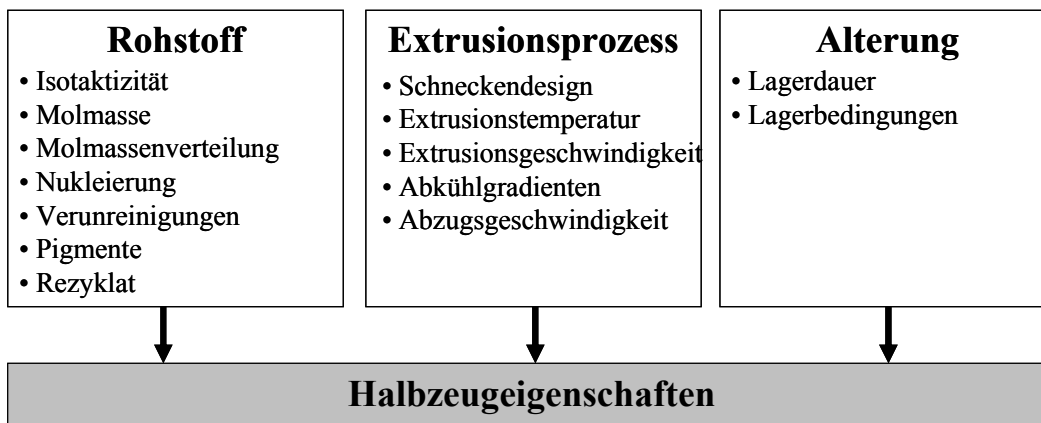 Rohstoff
• Isotaktizität
• Molmasse
• Molmassenverteilung
• Nukleierung
• Verunreinigungen
• Pigmente
• Rezyklat
Extrusionsprozess
• Schneckendesign
• Extrusionstemperatur
• Extrusionsgeschwindigkeit
• Abkühlgradienten
• Abzugsgeschwindigkeit
Alterung
• Lagerdauer
• Lagerbedingungen
Halbzeugeigenschaften